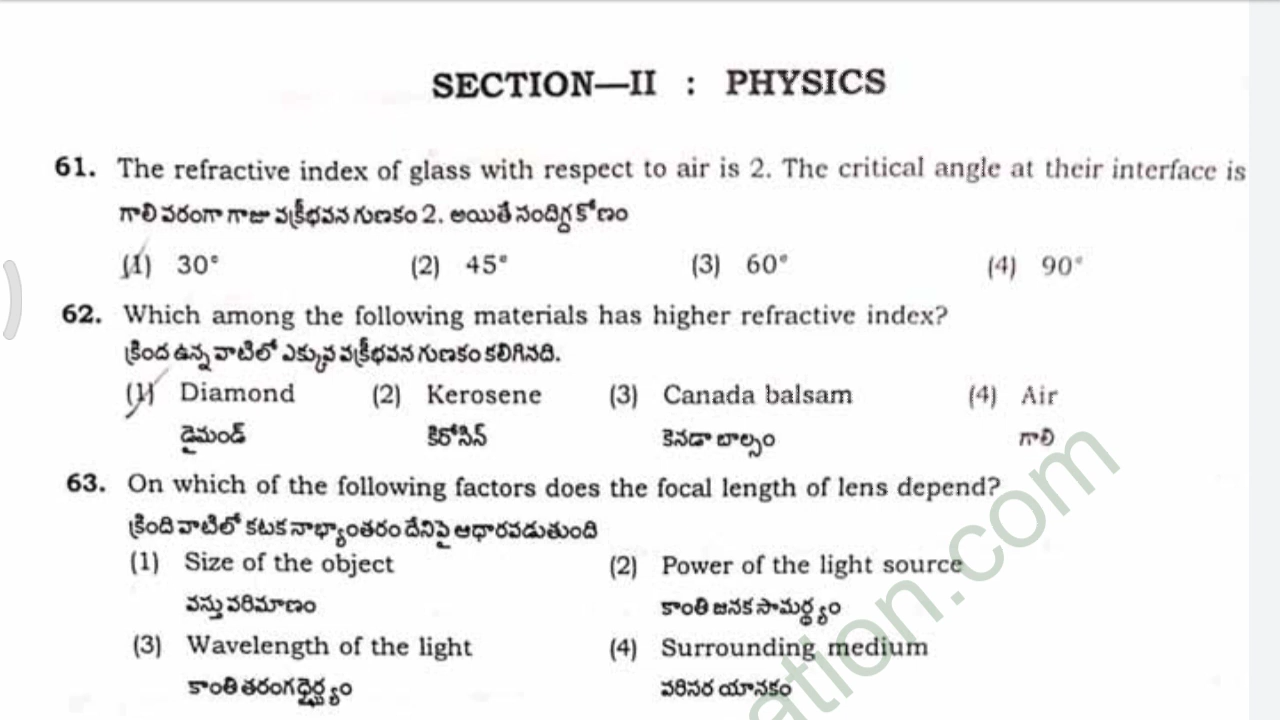 SECTION—II : PHYSICS
61. The refractive index of glass with respect to air is 2. The critical angle at their interface is
గాలి పరంగా గాజు వక్రీభవన గుణకం 2. అయితే సందిగ్ధ కోణం
(1) 30° (2) 45° (3) 60° (4) 90°
62. Which among the following materials has higher refractive index?
క్రింద ఉన్న వాటిలో ఎక్కువ వక్రీభవన గుణకం కలిగినది.
(1) Diamond (2) Kerosene (3) Canada balsam (4) Air
డైమండ్ కిరోసిన్ కెనడా బాల్సం గాలి
63. On which of the following factors does the focal length of lens depend?
క్రింది వాటిలో కటక నాభ్యాంతరం దేనిపై ఆధారపడుతుంది
(1) Size of the object (2) Power of the light source
వస్తు పరిమాణం కాంతి జనక సామర్థ్యం
(3) Wavelength of the light (4) Surrounding medium
కాంతి తరంగదైర్ఘ్యం పరిసర యానకం
ation.com